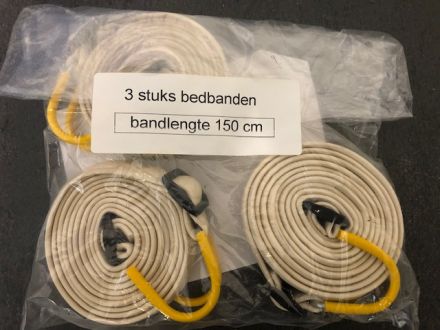 3 stuks bedbanden
bandlengte 150 cm